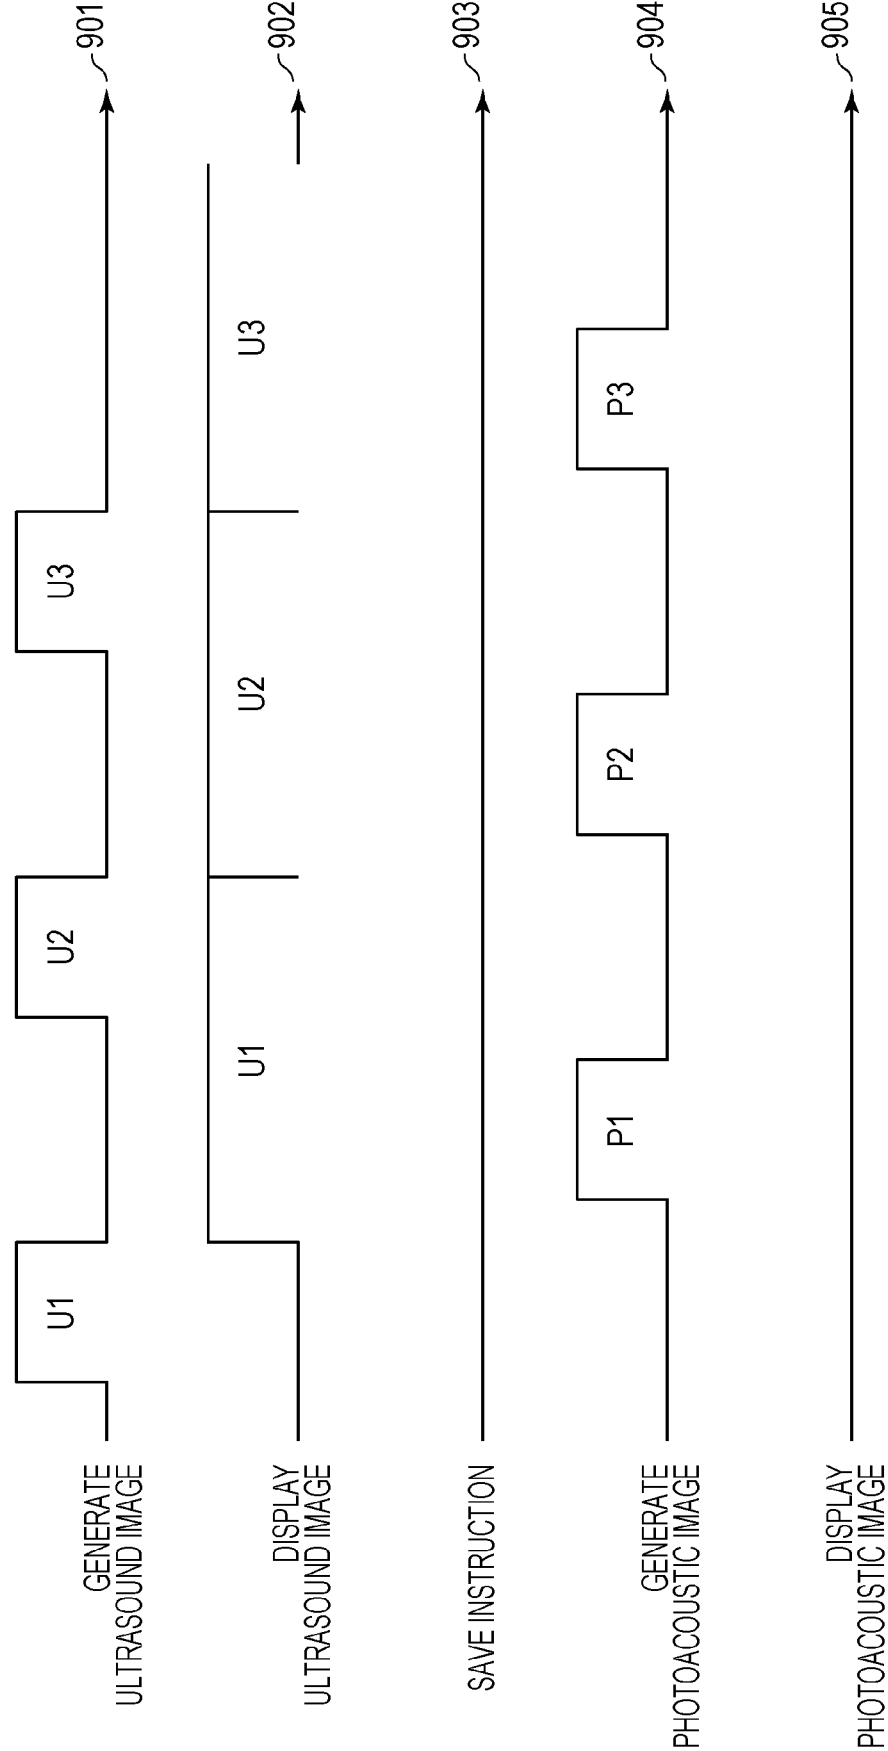 GENERATE
ULTRASOUND IMAGE
U1
U2
U3
901
DISPLAY
ULTRASOUND IMAGE
U1
U2
U3
902
SAVE INSTRUCTION
903
GENERATE
PHOTOACOUSTIC IMAGE
P1
P2
P3
904
DISPLAY
PHOTOACOUSTIC IMAGE
905